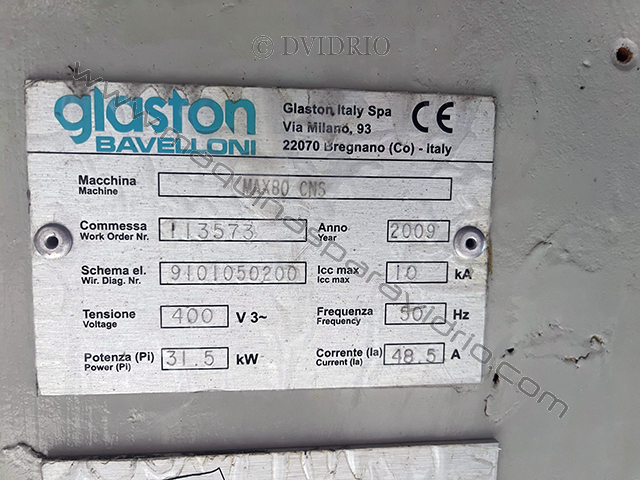 © DVIDRIO
www.maquinasparavidrio.com
glaston
BAVELLONI
Glaston Italy Spa
Via Milano, 93
22070 Bregnano (Co) - Italy
CE
Macchina
Machine
MAX80 CNS
Commessa
Work Order Nr.
113573
Anno
Year
2009
Schema el.
Wir. Diag. Nr.
9101050200
Icc max
Icc max
10
kA
Tensione
Voltage
400
V 3~
Frequenza
Frequency
50
Hz
Potenza (Pi)
Power (Pi)
31.5
kW
Corrente (Ia)
Current (Ia)
48.5
A